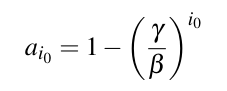 $a_{i_0} = 1 - \left(\frac{\gamma}{\beta}\right)^{i_0}$